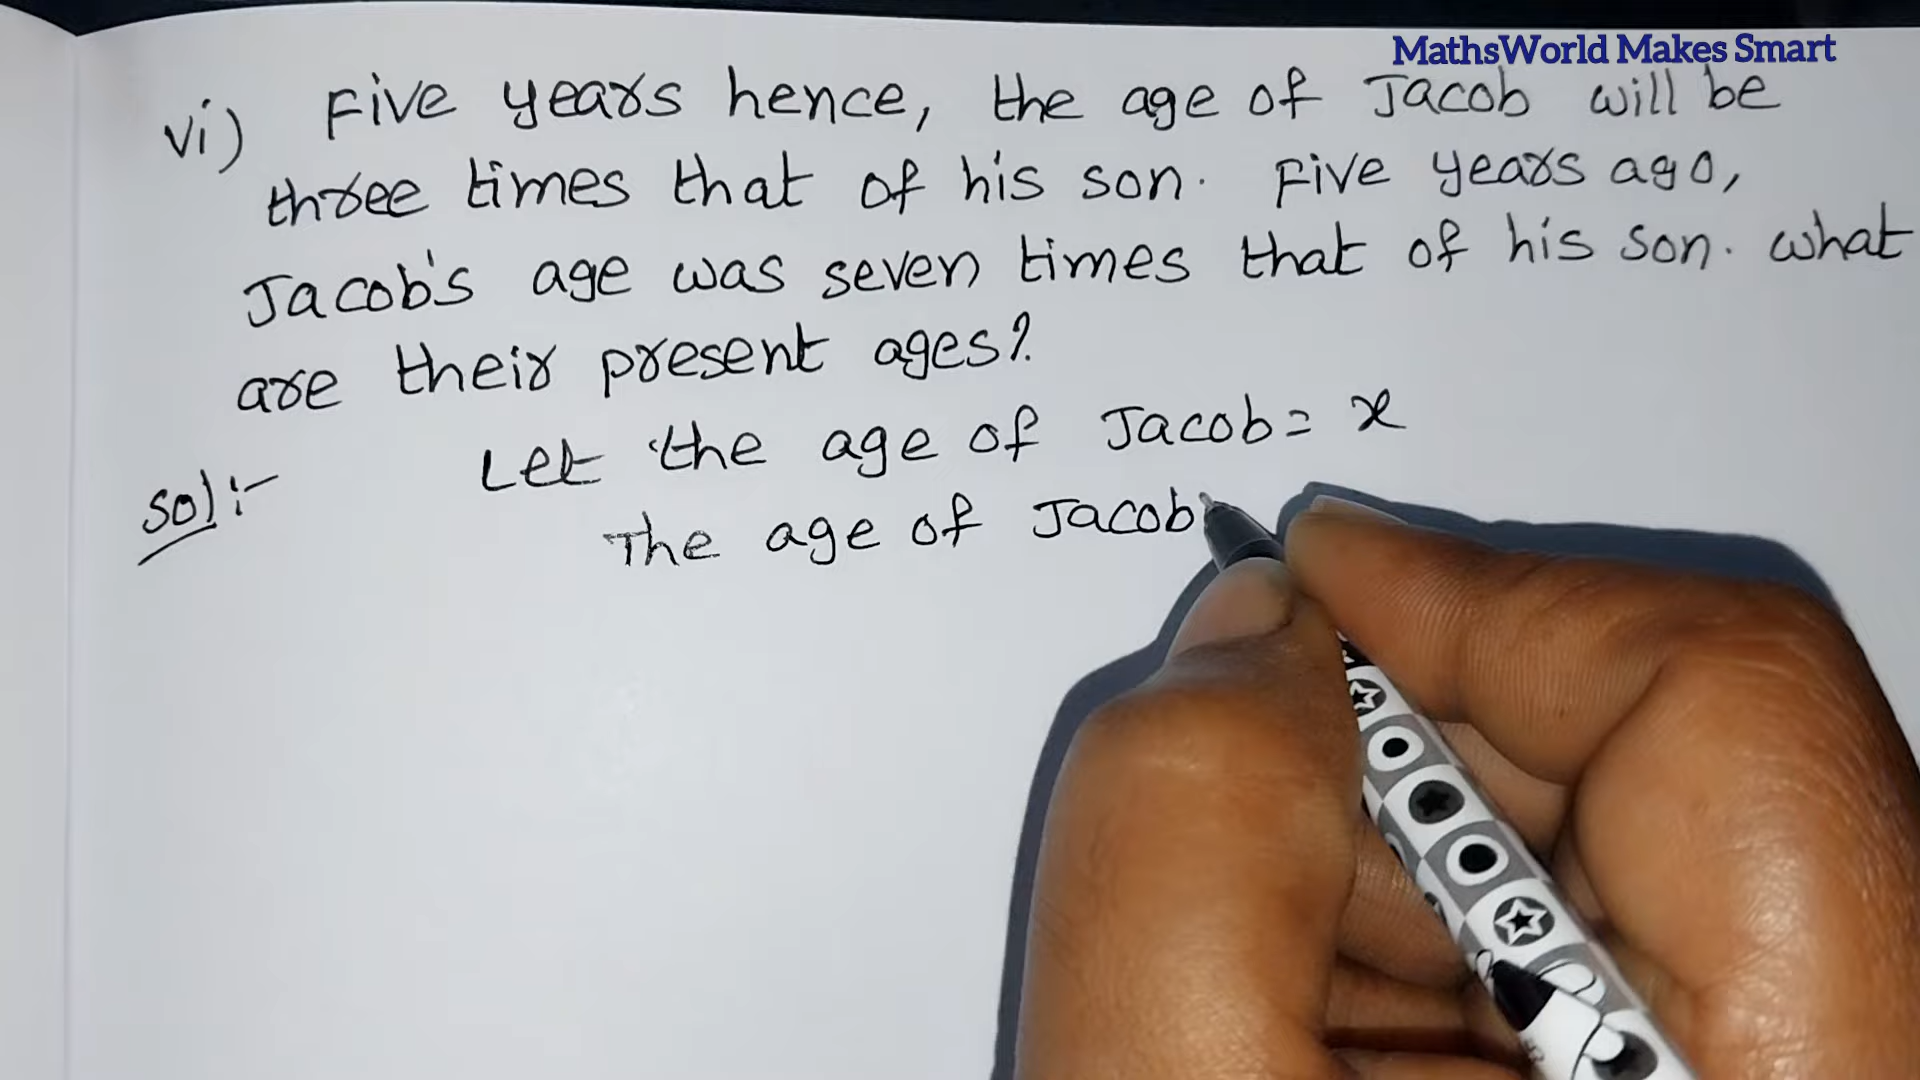 MathsWorld Makes Smart
vi) Five years hence, the age of Jacob will be
three times that of his son. Five years ago,
Jacob's age was seven times that of his son. what
are their present ages?
Sol:- Let the age of Jacob = x
The age of Jacob